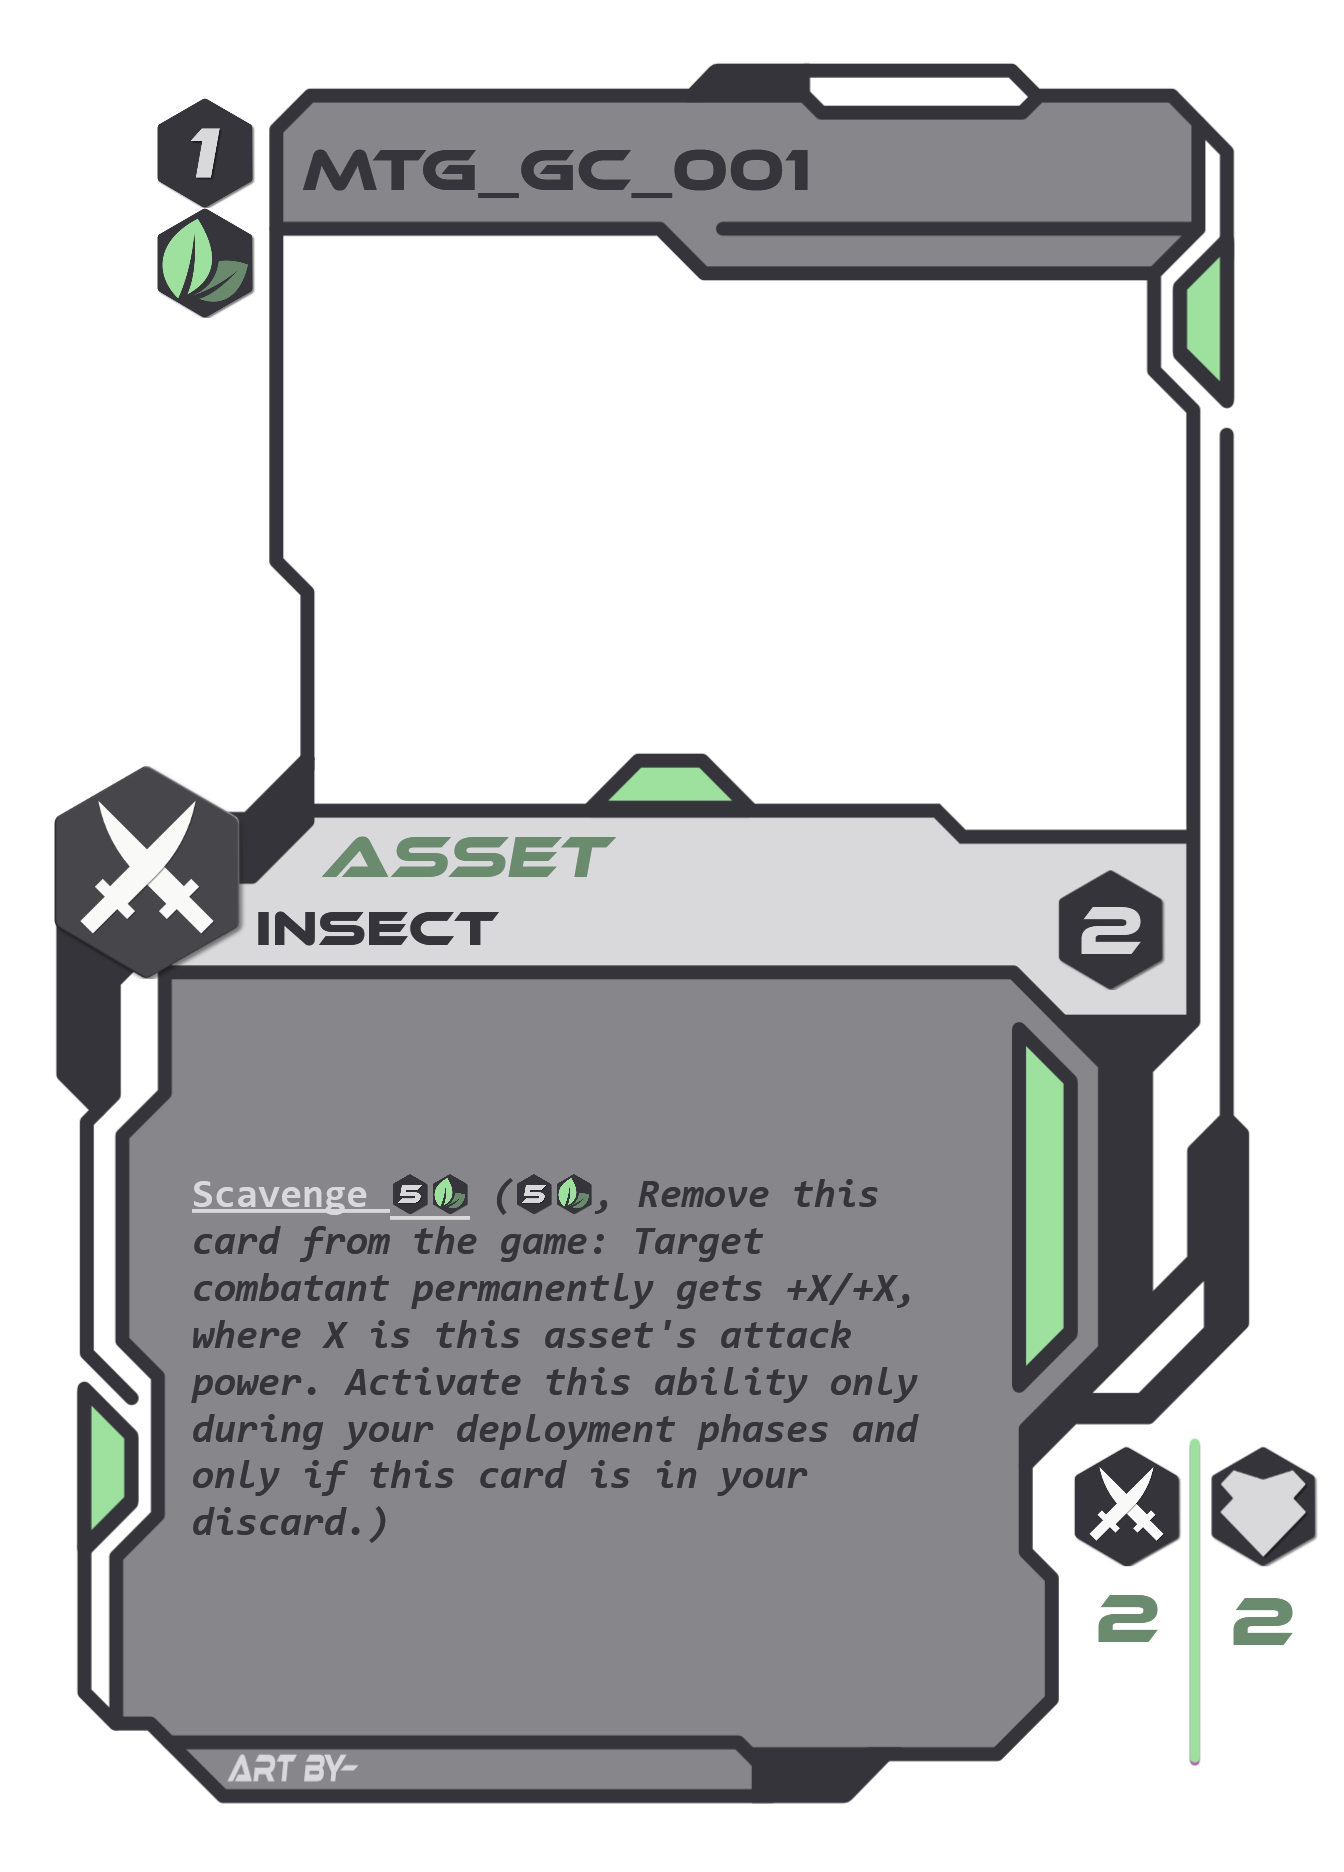 1
MTG_GC_001
ASSET
INSECT
2
Scavenge 5 (5, Remove this
card from the game: Target
combatant permanently gets +X/+X,
where X is this asset's attack
power. Activate this ability only
during your deployment phases and
only if this card is in your
discard.)
2 2
ART BY-